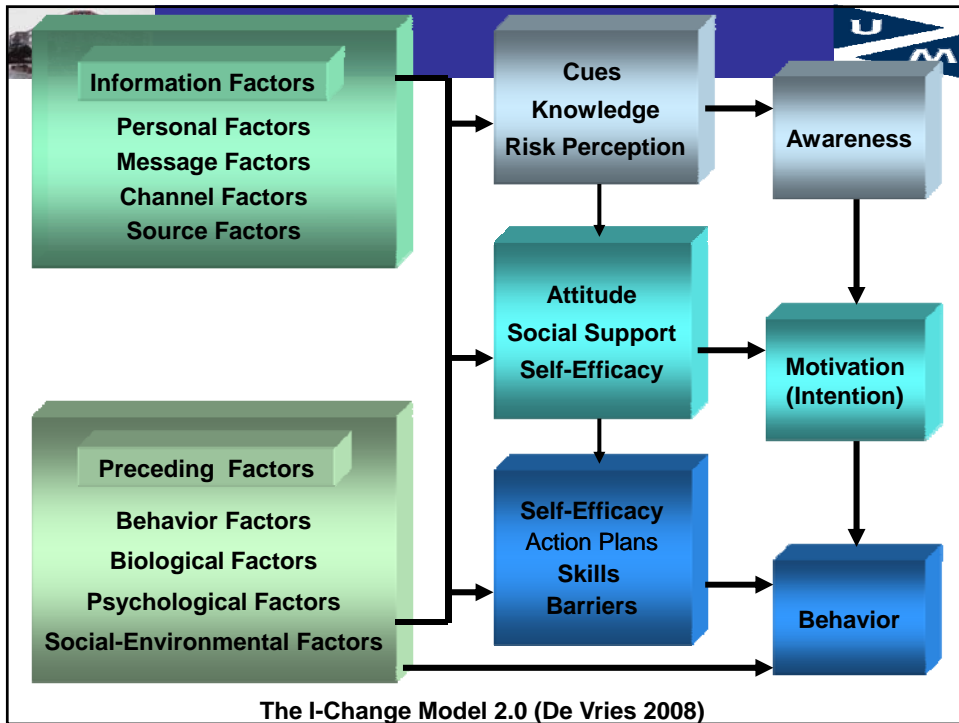 Information Factors
Personal Factors
Message Factors
Channel Factors
Source Factors
Preceding Factors
Behavior Factors
Biological Factors
Psychological Factors
Social-Environmental Factors
Cues
Knowledge
Risk Perception
Attitude
Social Support
Self-Efficacy
Self-Efficacy
Action Plans
Skills
Barriers
U
M
Awareness
Motivation
(Intention)
Behavior
The I-Change Model 2.0 (De Vries 2008)